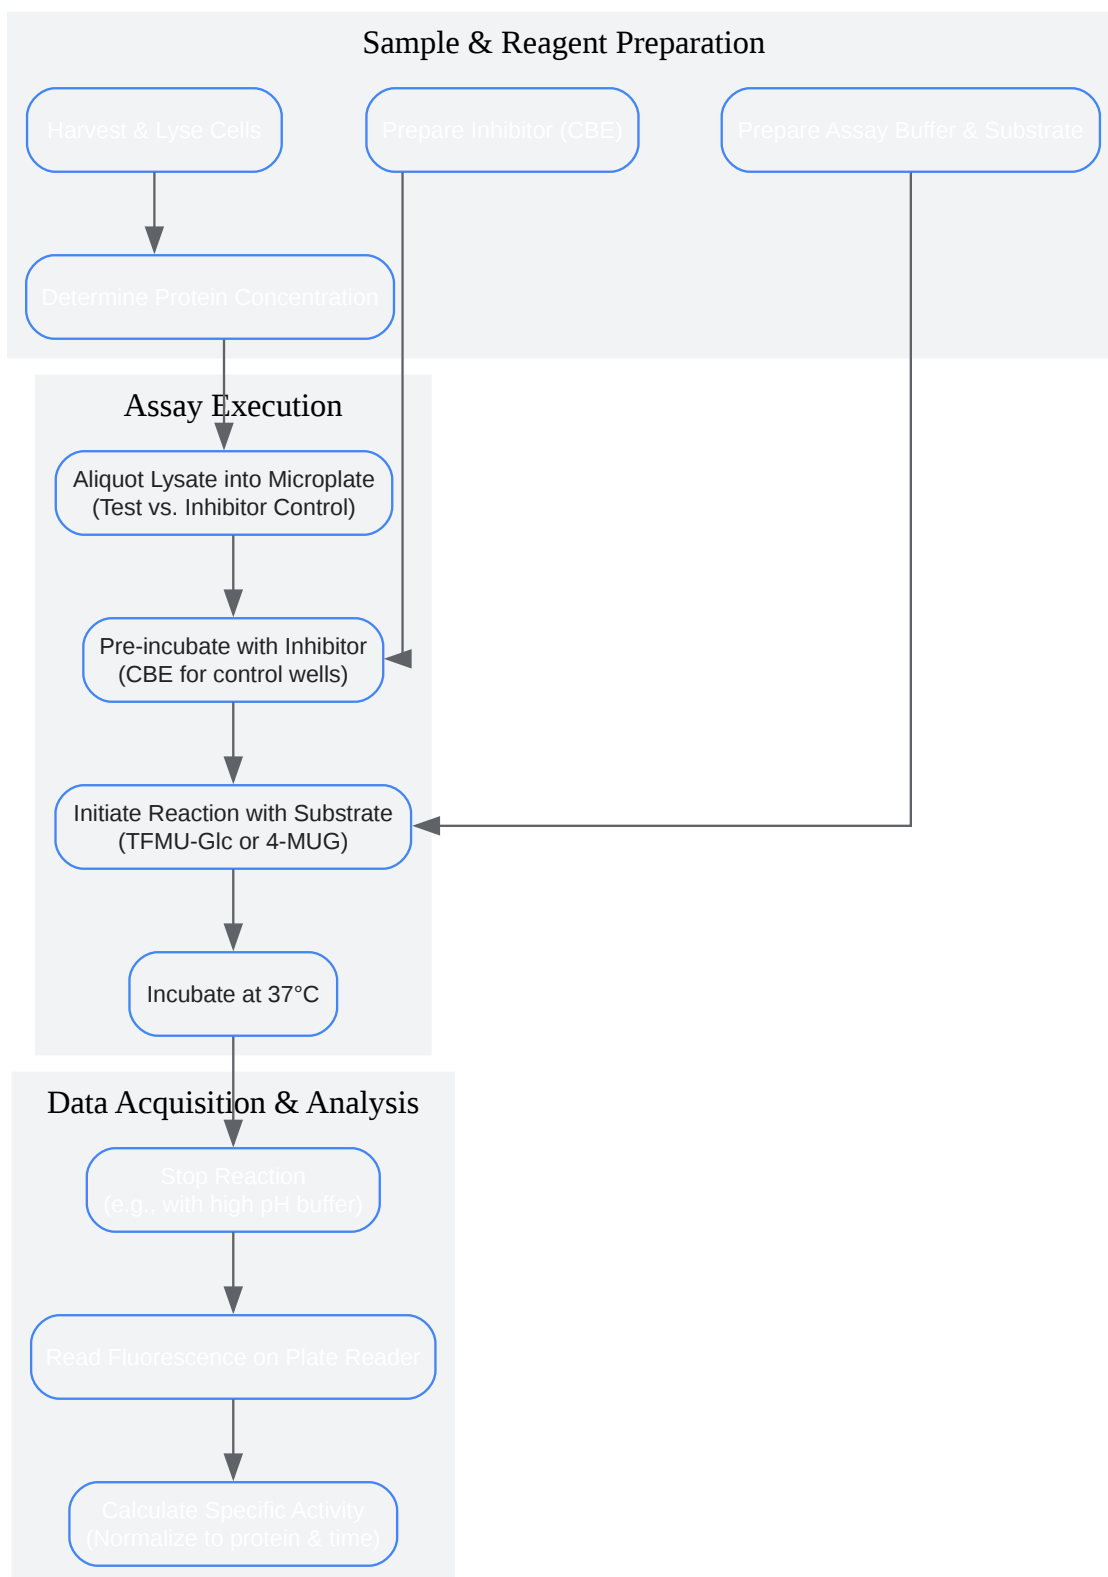 Sample & Reagent Preparation
Harvest & Lyse Cells
Prepare Inhibitor (CBE)
Prepare Assay Buffer & Substrate
Determine Protein Concentration
Assay Execution
Aliquot Lysate into Microplate
(Test vs. Inhibitor Control)
Pre-incubate with Inhibitor
(CBE for control wells)
Initiate Reaction with Substrate
(TFMU-Glc or 4-MUG)
Incubate at 37°C
Data Acquisition & Analysis
Stop Reaction
(e.g., with high pH buffer)
Read Fluorescence on Plate Reader
Calculate Specific Activity
(Normalize to protein & time)